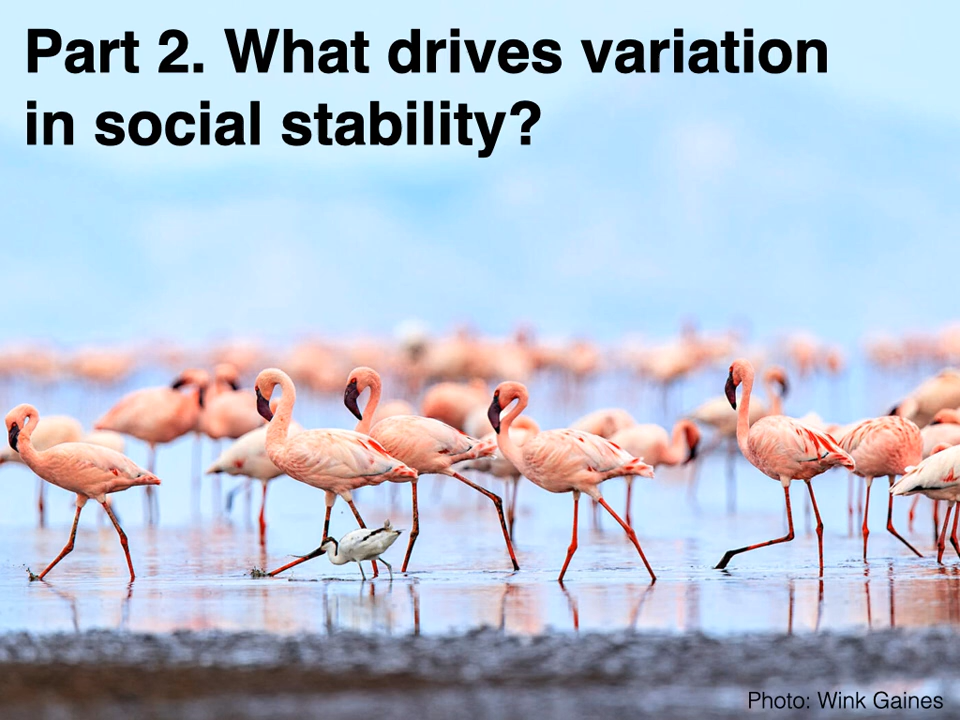 Part 2. What drives variation
in social stability?
Photo: Wink Gaines